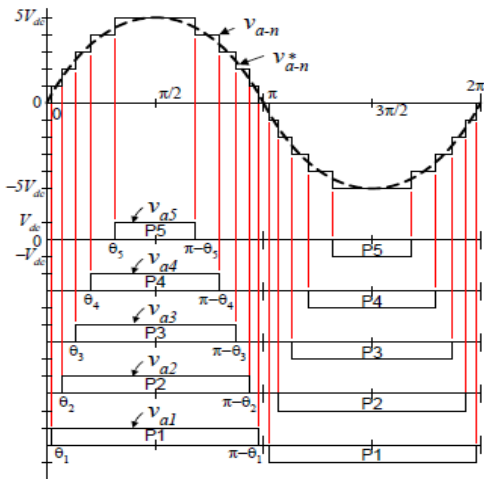 5V_dc
v_a-n
v*_a-n
0
0
π/2
π
3π/2
2π
−5V_dc
V_dc
0
−V_dc
v_a5
P5
θ_5
π−θ_5
P5
v_a4
P4
θ_4
π−θ_4
P4
v_a3
P3
θ_3
π−θ_3
P3
v_a2
P2
θ_2
π−θ_2
P2
v_a1
P1
θ_1
π−θ_1
P1